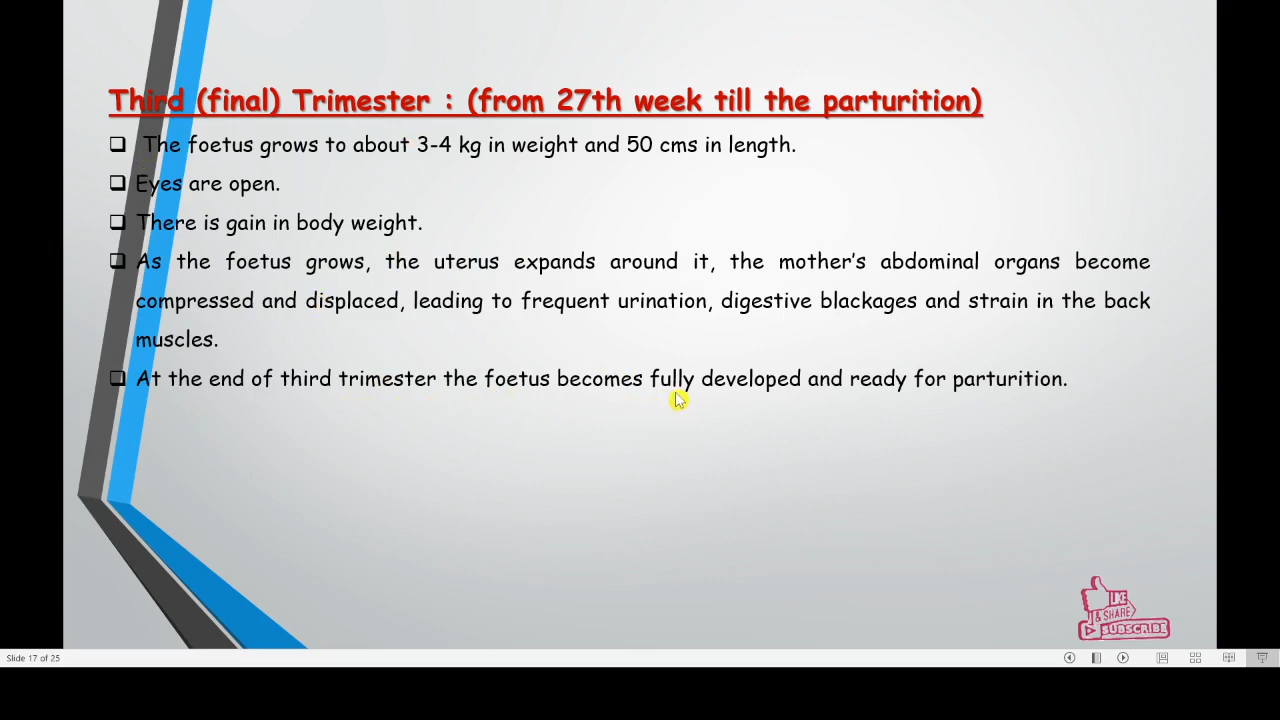 Third (final) Trimester : (from 27th week till the parturition)
❑ The foetus grows to about 3-4 kg in weight and 50 cms in length.
❑ Eyes are open.
❑ There is gain in body weight.
❑ As the foetus grows, the uterus expands around it, the mother’s abdominal organs become
compressed and displaced, leading to frequent urination, digestive blackages and strain in the back
muscles.
❑ At the end of third trimester the foetus becomes fully developed and ready for parturition.
LIKE
& SHARE
SUBSCRIBE
Slide 17 of 25